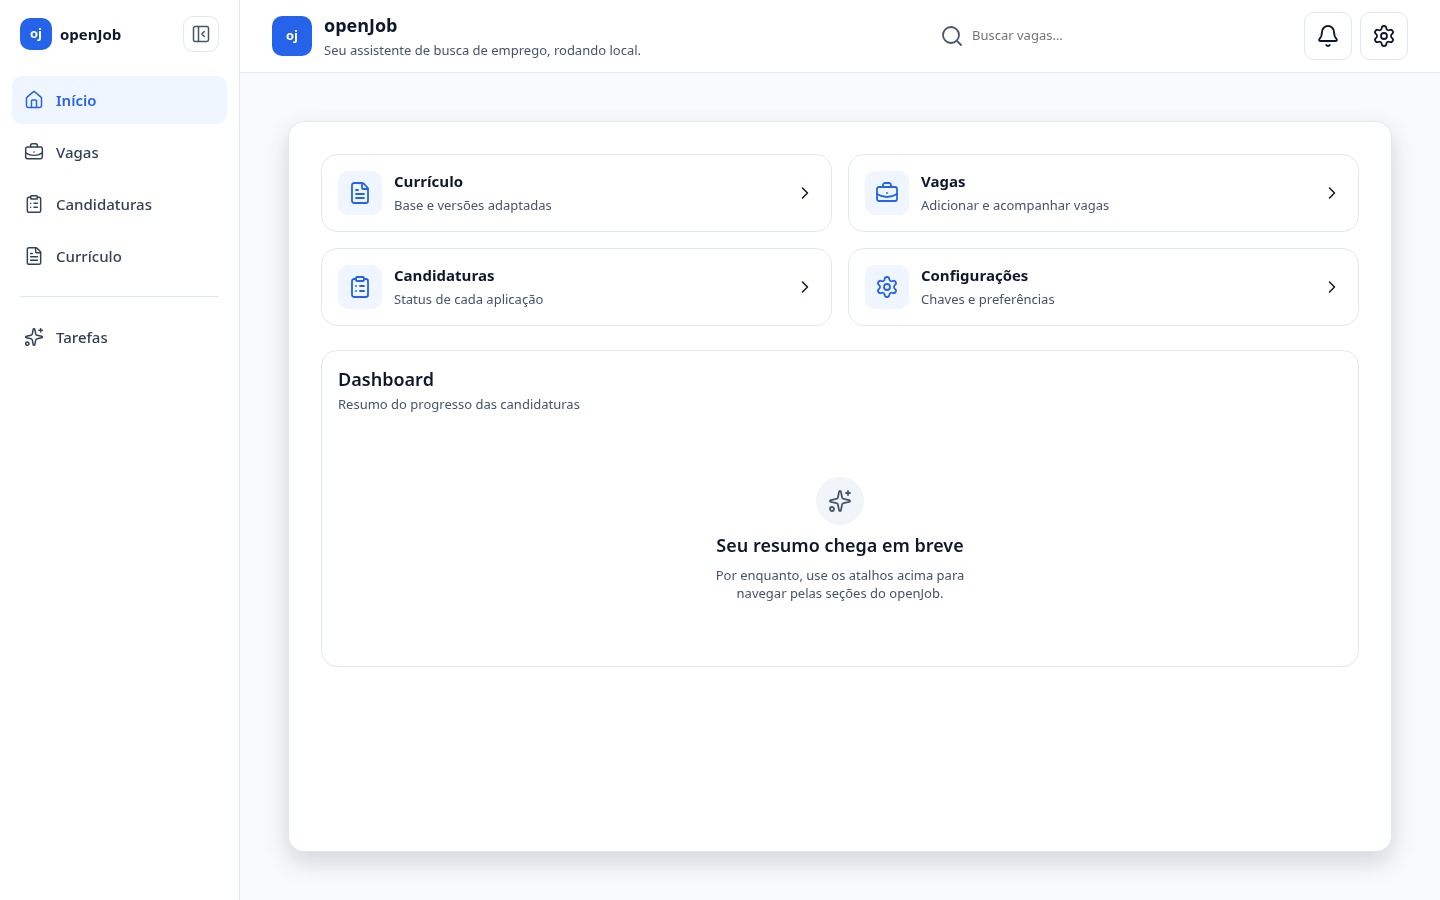 oj
openJob
Início
Vagas
Candidaturas
Currículo
Tarefas
oj
openJob
Seu assistente de busca de emprego, rodando local.
Buscar vagas...
Currículo
Base e versões adaptadas
Vagas
Adicionar e acompanhar vagas
Candidaturas
Status de cada aplicação
Configurações
Chaves e preferências
Dashboard
Resumo do progresso das candidaturas
Seu resumo chega em breve
Por enquanto, use os atalhos acima para
navegar pelas seções do openJob.